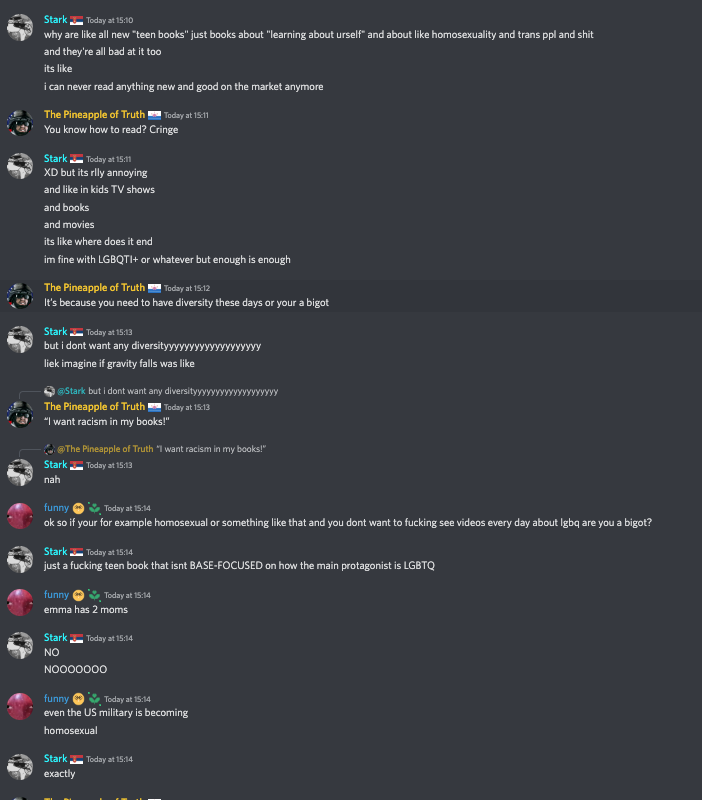 Stark Today at 15:10
why are like all new "teen books" just books about "learning about urself" and about like homosexuality and trans ppl and shit
and they're all bad at it too
its like
i can never read anything new and good on the market anymore
The Pineapple of Truth Today at 15:11
You know how to read? Cringe
Stark Today at 15:11
XD but its rlly annoying
and like in kids TV shows
and books
and movies
its like where does it end
im fine with LGBQTI+ or whatever but enough is enough
The Pineapple of Truth Today at 15:12
It's because you need to have diversity these days or your a bigot
Stark Today at 15:13
but i dont want any diversityyyyyyyyyyyyyyyyyyy
liek imagine if gravity falls was like
@Stark but i dont want any diversityyyyyyyyyyyyyyyyyyy
The Pineapple of Truth Today at 15:13
"I want racism in my books!"
@The Pineapple of Truth "I want racism in my books!"
Stark Today at 15:13
nah
funny Today at 15:14
ok so if your for example homosexual or something like that and you dont want to fucking see videos every day about lgbq are you a bigot?
Stark Today at 15:14
just a fucking teen book that isnt BASE-FOCUSED on how the main protagonist is LGBTQ
funny Today at 15:14
emma has 2 moms
Stark Today at 15:14
NO
NOOOOOOO
funny Today at 15:14
even the US military is becoming
homosexual
Stark Today at 15:14
exactly